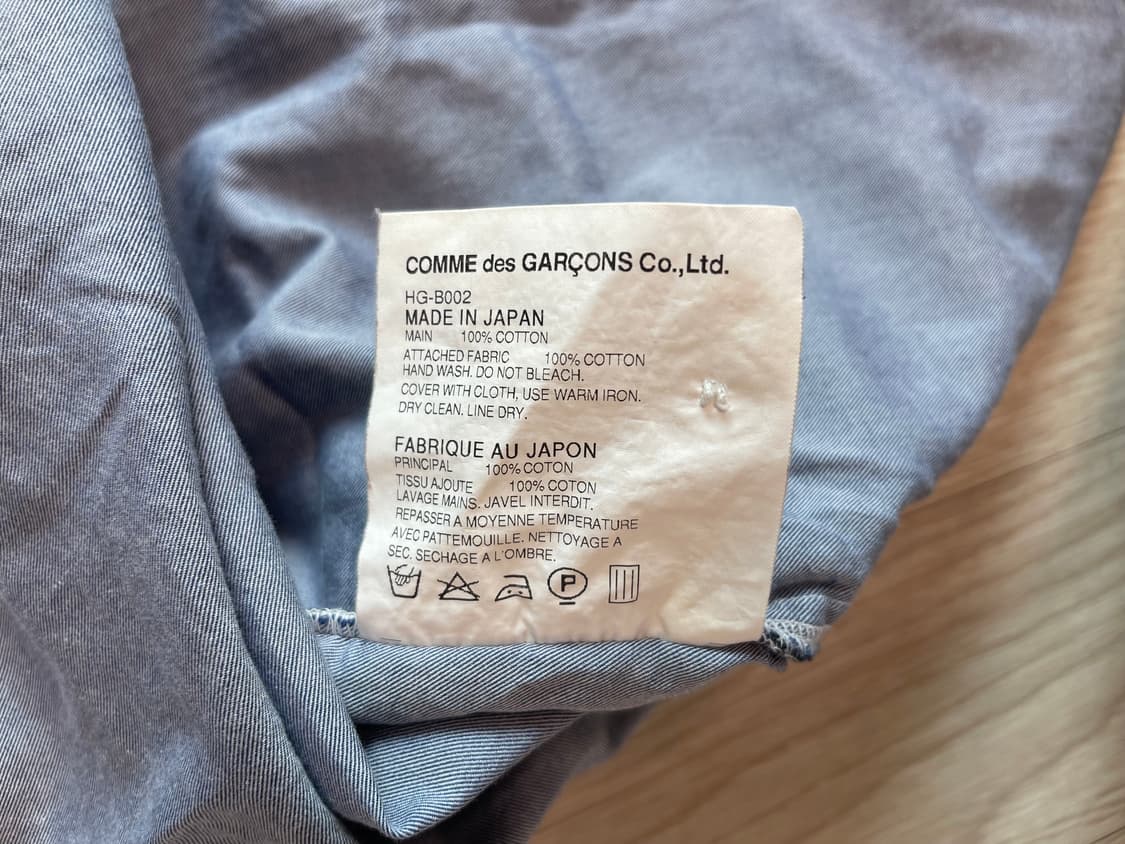 COMME des GARÇONS Co.,Ltd.
HG-B002
MADE IN JAPAN
MAIN 100% COTTON
ATTACHED FABRIC 100% COTTON
HAND WASH. DO NOT BLEACH.
COVER WITH CLOTH, USE WARM IRON.
DRY CLEAN. LINE DRY.
FABRIQUE AU JAPON
PRINCIPAL 100% COTON
TISSU AJOUTE 100% COTON
LAVAGE MAINS. JAVEL INTERDIT.
REPASSER A MOYENNE TEMPERATURE
AVEC PATTEMOUILLE. NETTOYAGE A
SEC. SECHAGE A L'OMBRE.
P